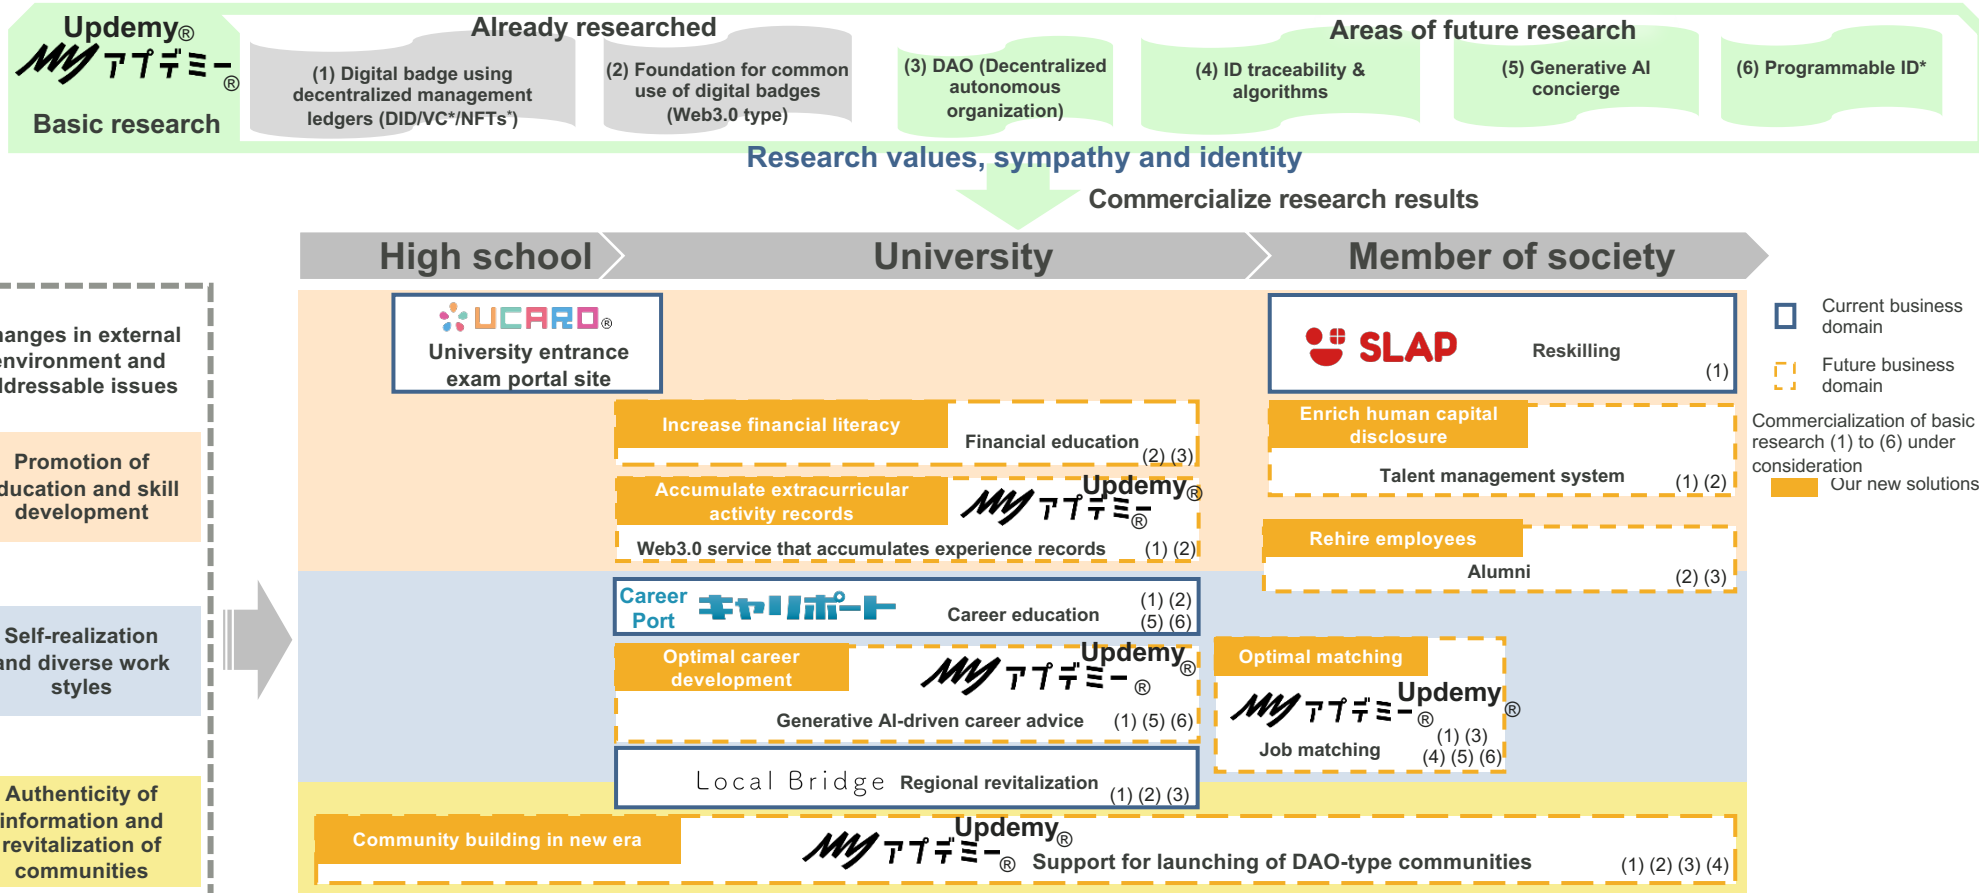 Updemy®
My アプデミー®
Basic research
Already researched
(1) Digital badge using
decentralized management
ledgers (DID/VC*/NFTs*)
(2) Foundation for common
use of digital badges
(Web3.0 type)
Areas of future research
(3) DAO (Decentralized
autonomous
organization)
(4) ID traceability &
algorithms
(5) Generative AI
concierge
(6) Programmable ID*
Research values, sympathy and identity
Commercialize research results
High school
University
Member of society
hanges in external
environment and
ddressable issues
Promotion of
ducation and skill
development
Self-realization
and diverse work
styles
Authenticity of
information and
revitalization of
communities
UCARO®
University entrance
exam portal site
SLAP
Reskilling
(1)
Increase financial literacy
Financial education
(2) (3)
Enrich human capital
disclosure
Talent management system
(1) (2)
Accumulate extracurricular
activity records
Updemy®
My アプデミー®
Web3.0 service that accumulates experience records
(1) (2)
Rehire employees
Alumni
(2) (3)
Career
Port
キャリポート
Career education
(1) (2)
(5) (6)
Optimal career
development
Updemy®
My アプデミー®
Generative AI-driven career advice
(1) (5) (6)
Optimal matching
Updemy®
My アプデミー®
Job matching
(1) (3)
(4) (5) (6)
Local Bridge
Regional revitalization
(1) (2) (3)
Community building in new era
Updemy®
My アプデミー®
Support for launching of DAO-type communities
(1) (2) (3) (4)
Current business
domain
Future business
domain
Commercialization of basic
research (1) to (6) under
consideration
Our new solutions